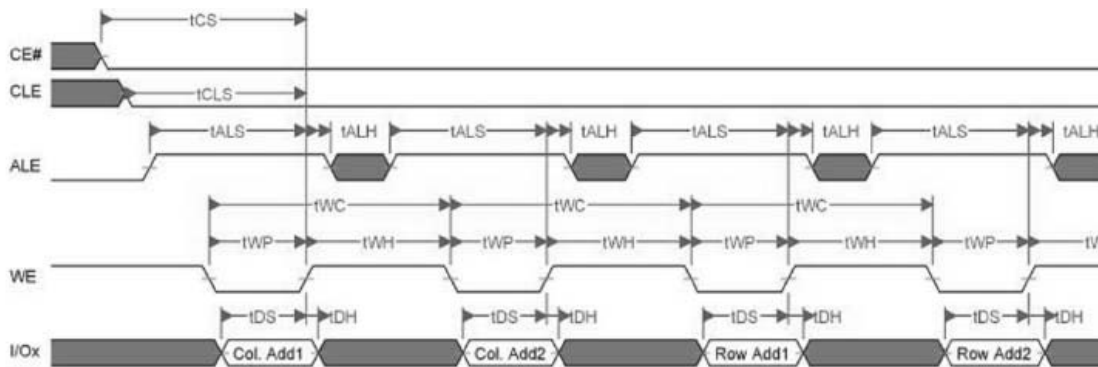 tCS
CE#
CLE tCLS
tALS tALH tALS tALH tALS tALH tALS tALH
ALE
tWC tWC tWC
tWP tWH tWP tWH tWP tWH tWP
WE
tDS tDH tDS tDH tDS tDH tDS tDH
I/Ox Col. Add1 Col. Add2 Row Add1 Row Add2